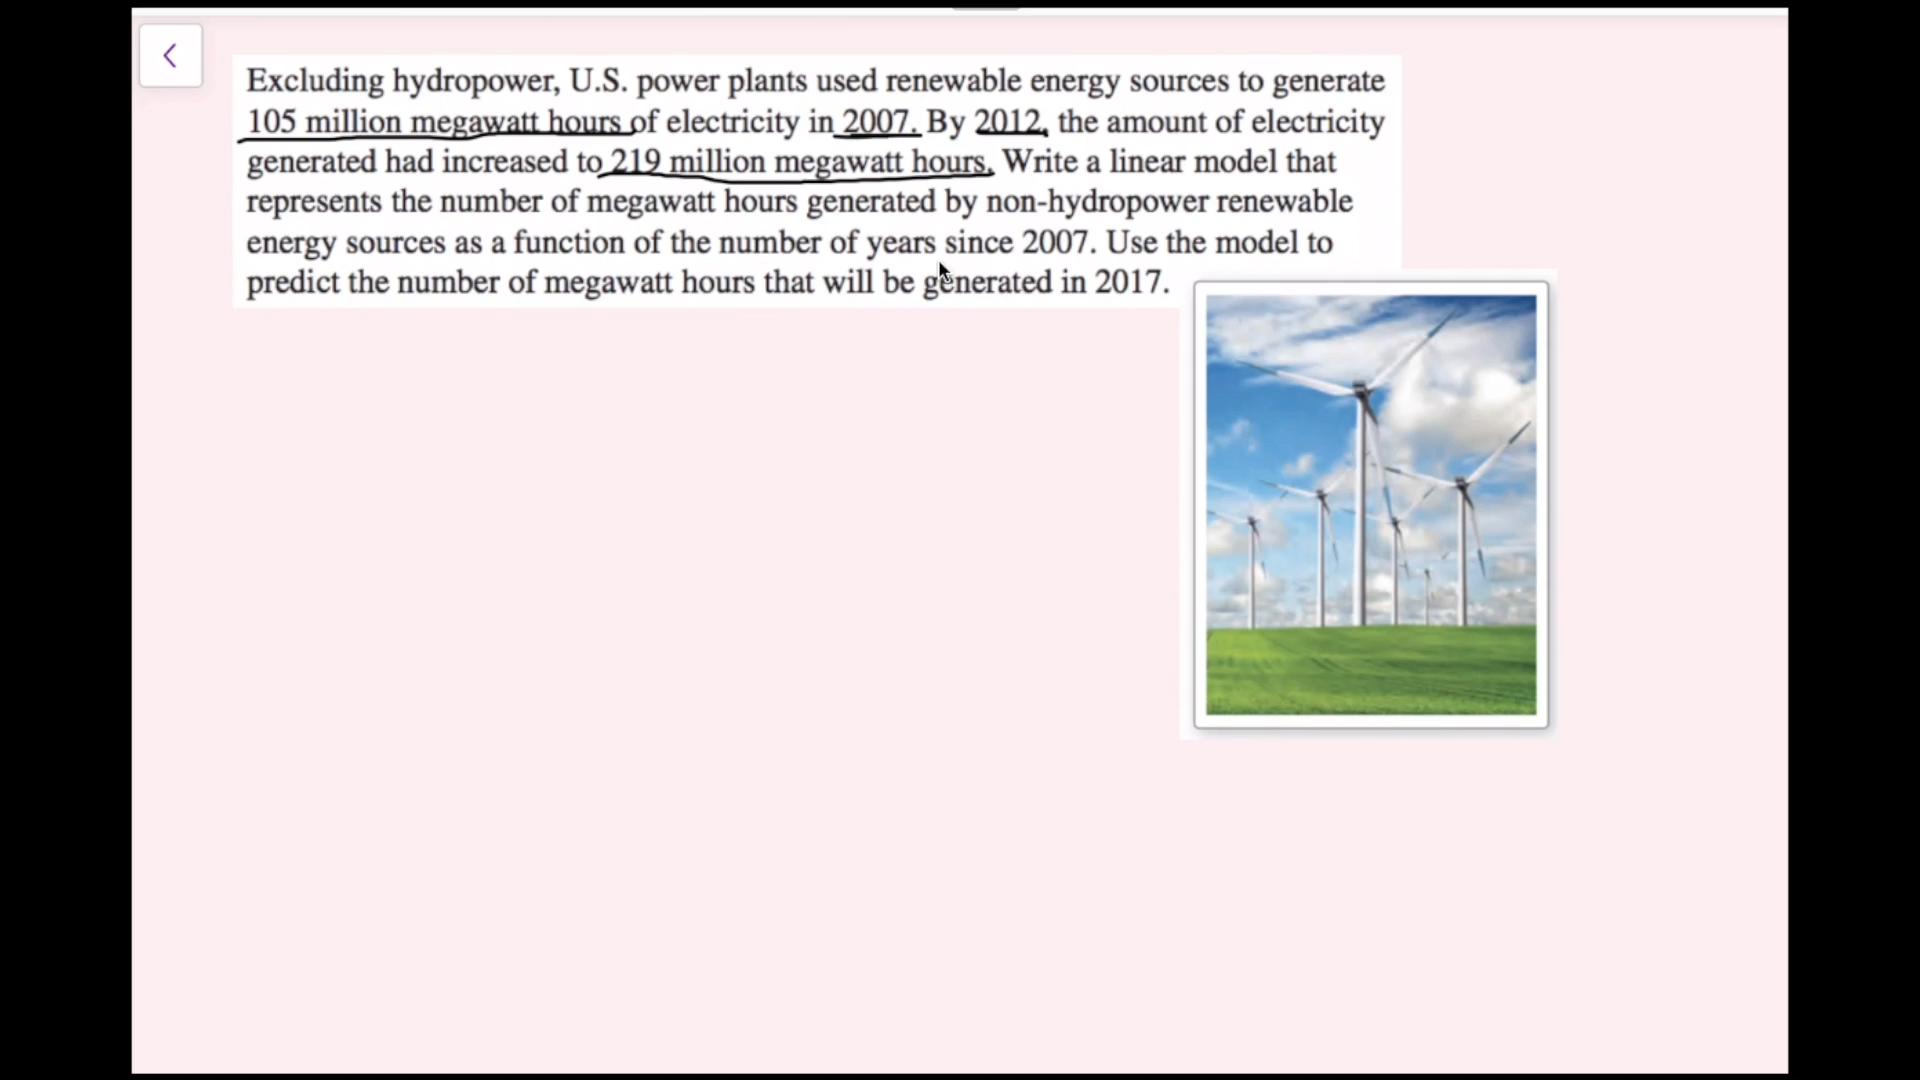 Excluding hydropower, U.S. power plants used renewable energy sources to generate
105 million megawatt hours of electricity in 2007. By 2012, the amount of electricity
generated had increased to 219 million megawatt hours. Write a linear model that
represents the number of megawatt hours generated by non-hydropower renewable
energy sources as a function of the number of years since 2007. Use the model to
predict the number of megawatt hours that will be generated in 2017.